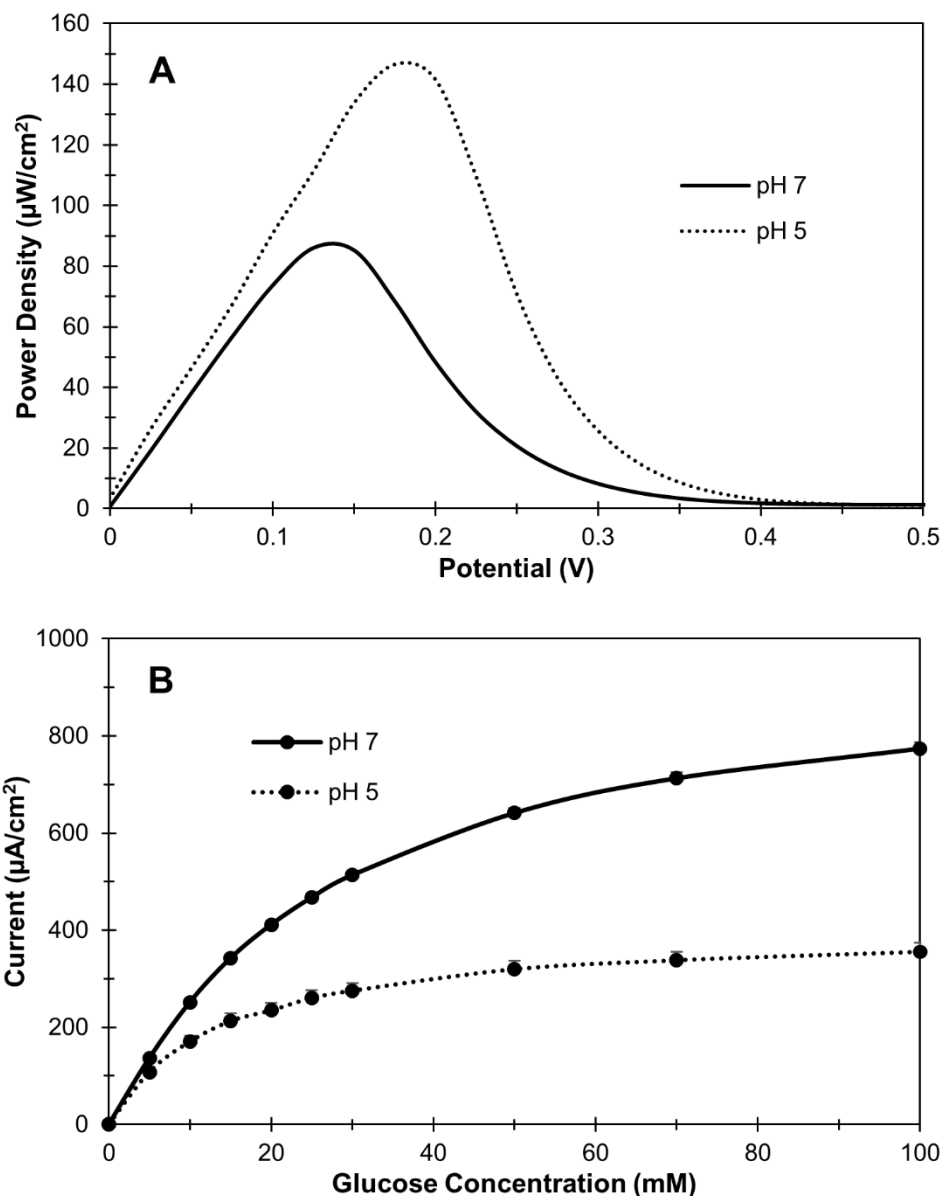 A
Power Density (µW/cm²)
160
140
120
100
80
60
40
20
0
pH 7
pH 5
0 0.1 0.2 0.3 0.4 0.5
Potential (V)
B
Current (µA/cm²)
1000
800
600
400
200
0
pH 7
pH 5
0 20 40 60 80 100
Glucose Concentration (mM)